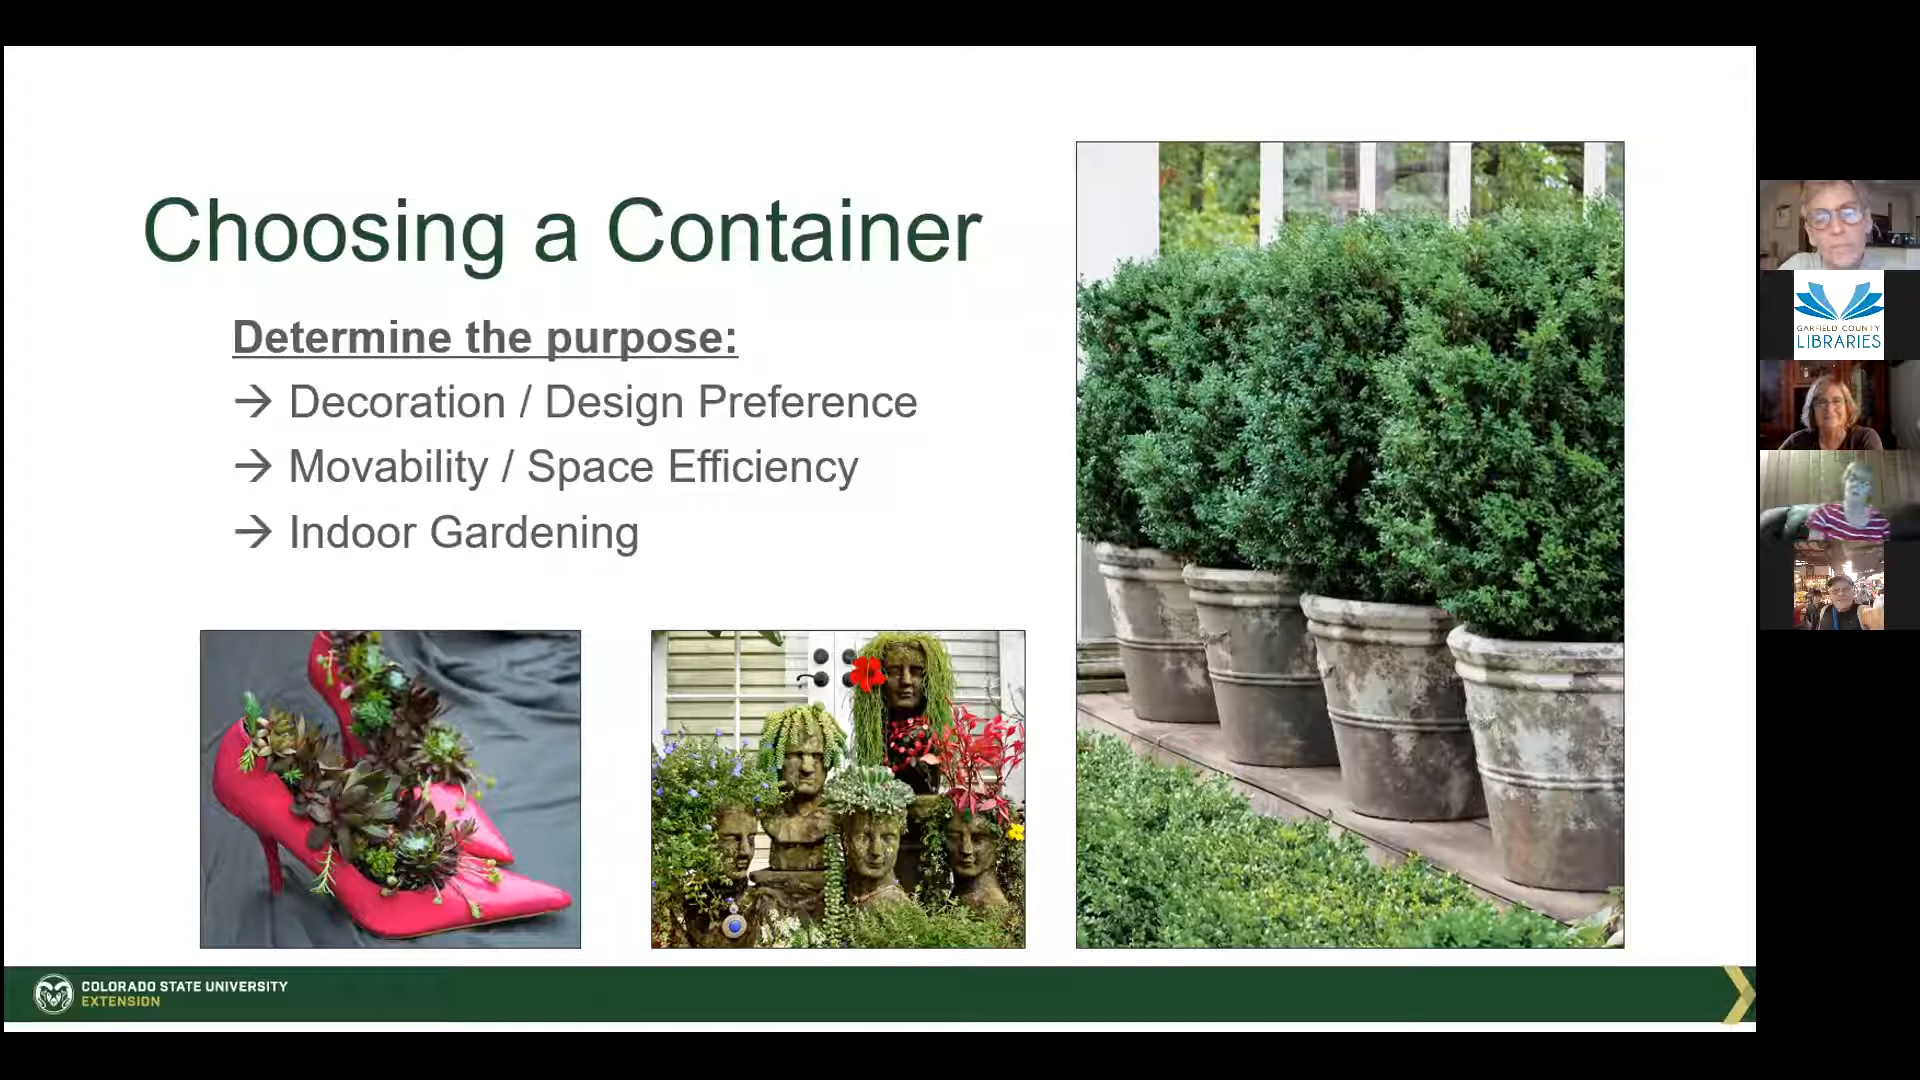 Choosing a Container
Determine the purpose:
→ Decoration / Design Preference
→ Movability / Space Efficiency
→ Indoor Gardening
COLORADO STATE UNIVERSITY
EXTENSION
GARFIELD COUNTY
LIBRARIES